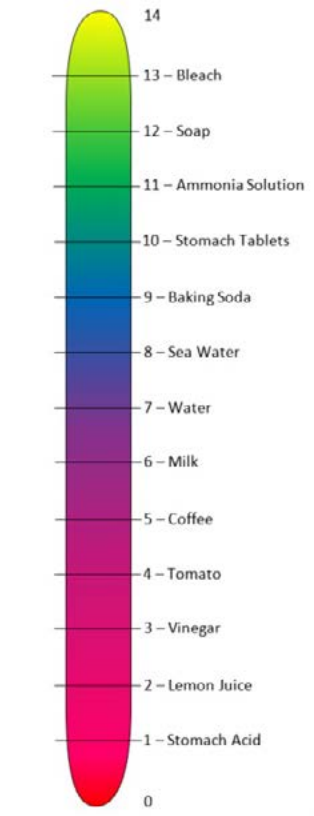 14
13 – Bleach
12 – Soap
11 – Ammonia Solution
10 – Stomach Tablets
9 – Baking Soda
8 – Sea Water
7 – Water
6 – Milk
5 – Coffee
4 – Tomato
3 – Vinegar
2 – Lemon Juice
1 – Stomach Acid
0